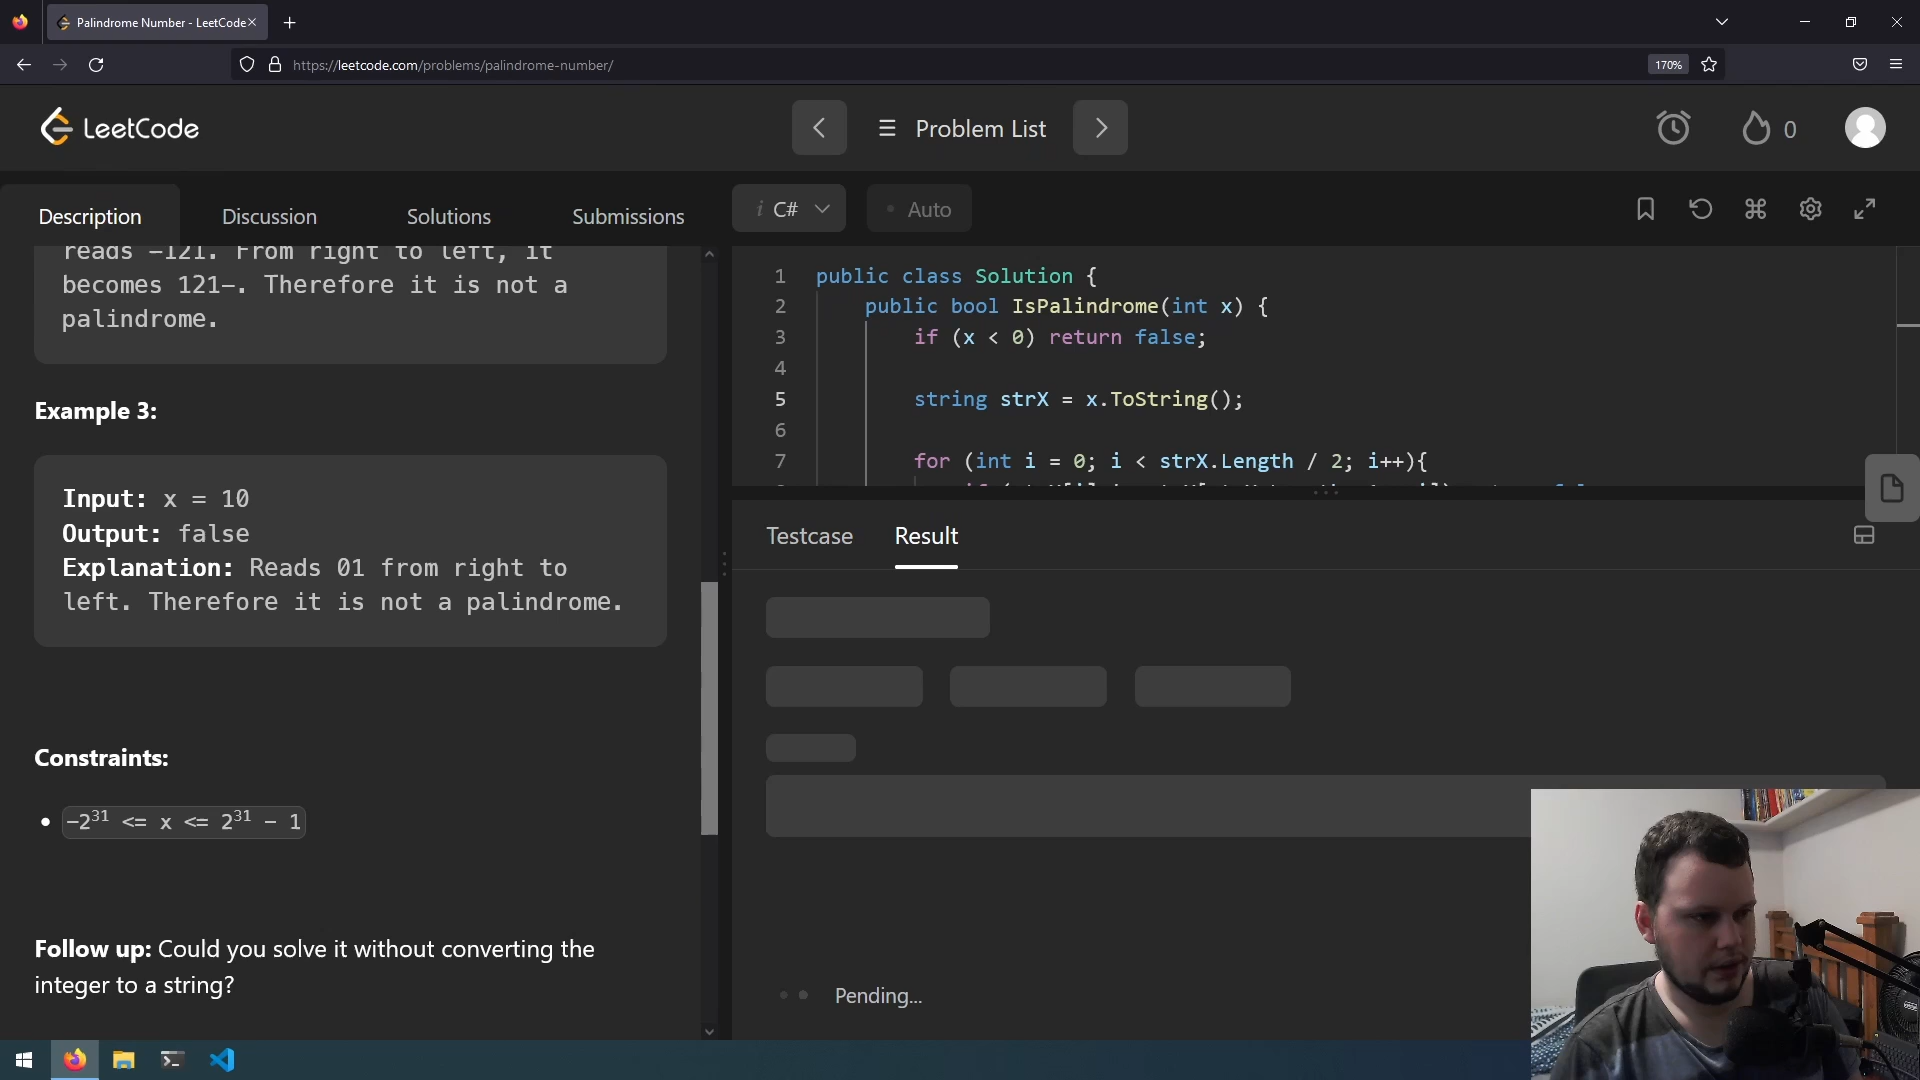 Palindrome Number - LeetCode
https://leetcode.com/problems/palindrome-number/
170%
LeetCode
Problem List
0
Description
Discussion
Solutions
Submissions
i C#
Auto
reads -121. From right to left, it
becomes 121-. Therefore it is not a
palindrome.
Example 3:
Input: x = 10
Output: false
Explanation: Reads 01 from right to
left. Therefore it is not a palindrome.
Constraints:
-2^31 <= x <= 2^31 - 1
Follow up: Could you solve it without converting the
integer to a string?
1 public class Solution {
2 public bool IsPalindrome(int x) {
3 if (x < 0) return false;
4
5 string strX = x.ToString();
6
7 for (int i = 0; i < strX.Length / 2; i++){
Testcase
Result
Pending...